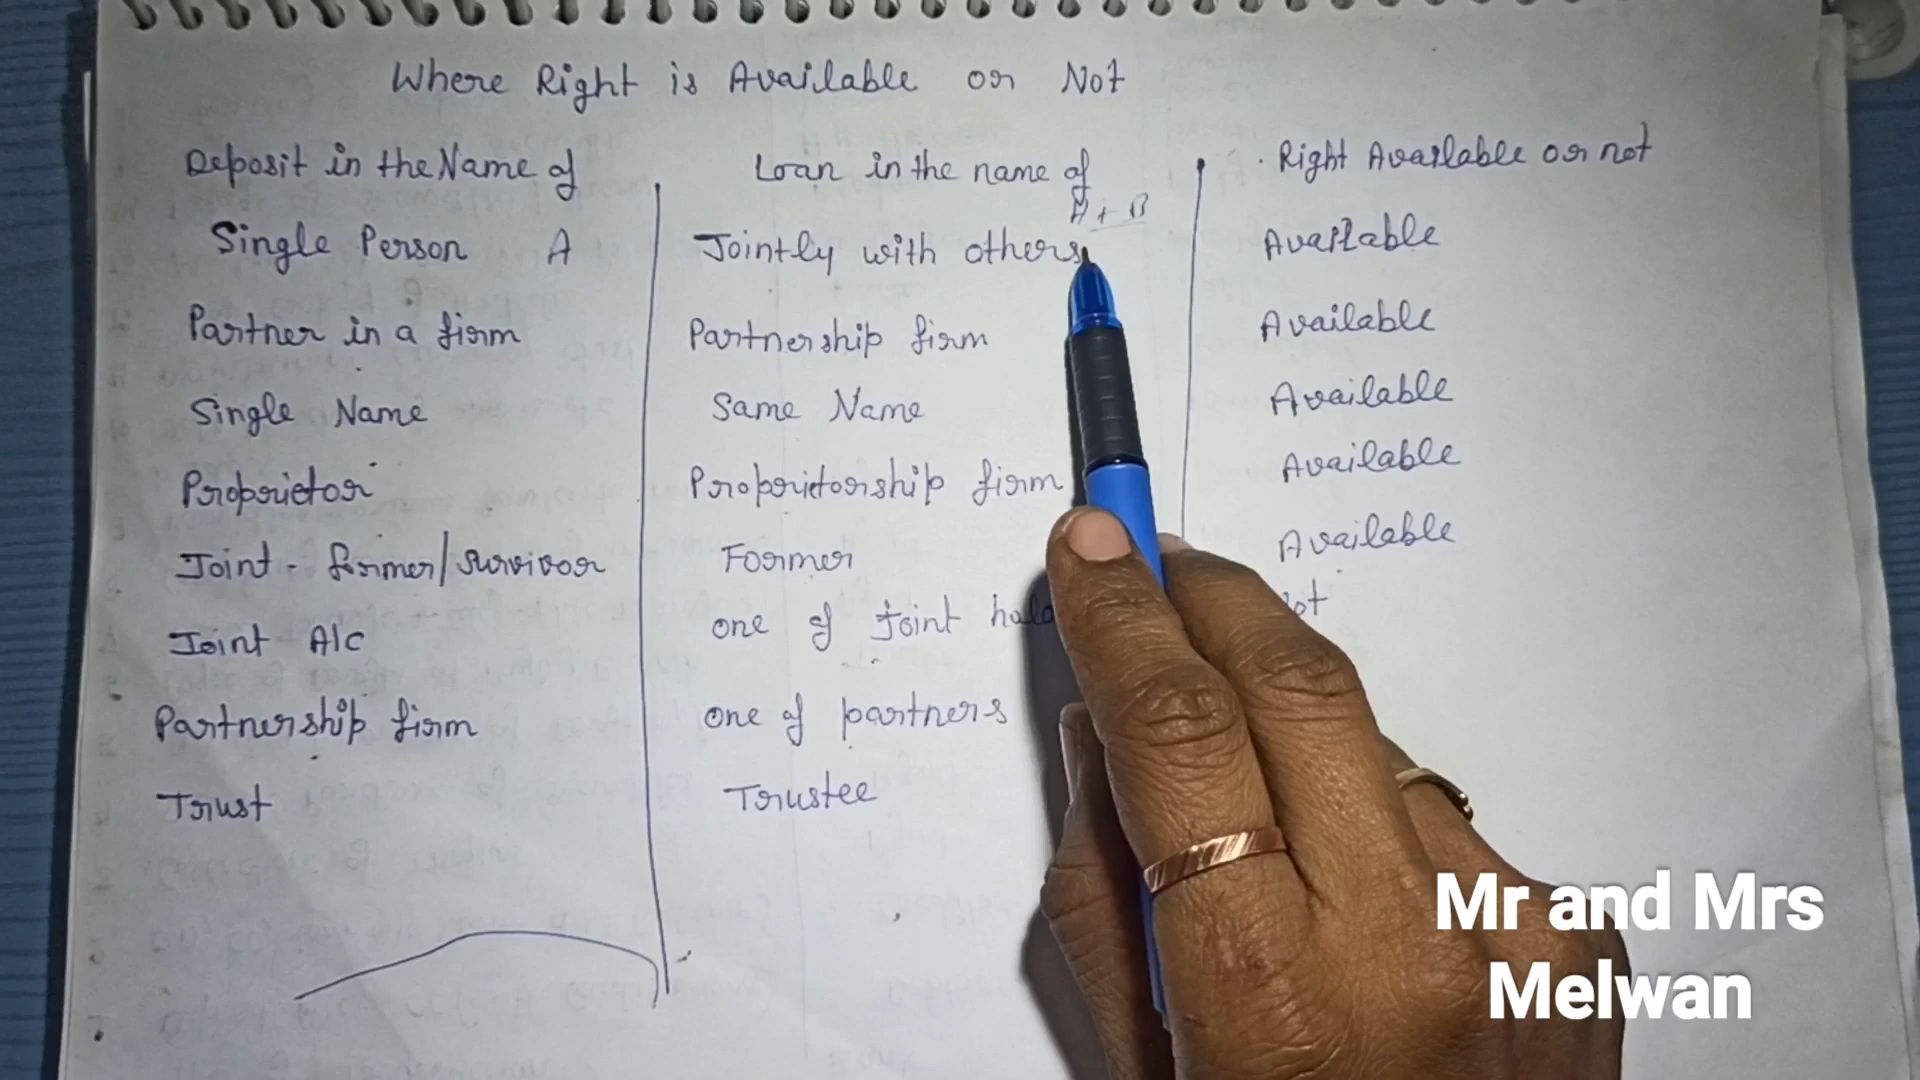 Where Right is Available or Not
Deposit in the Name of Loan in the name of . Right Available or not
A + B
Single Person A Jointly with others Available
Partner in a firm Partnership firm Available
Single Name Same Name Available
Proprietor Proprietorship firm Available
Joint - former/survivor Former Available
Joint A/C one of Joint
Partnership firm one of partners
Trust Trustee
Mr and Mrs
Melwan